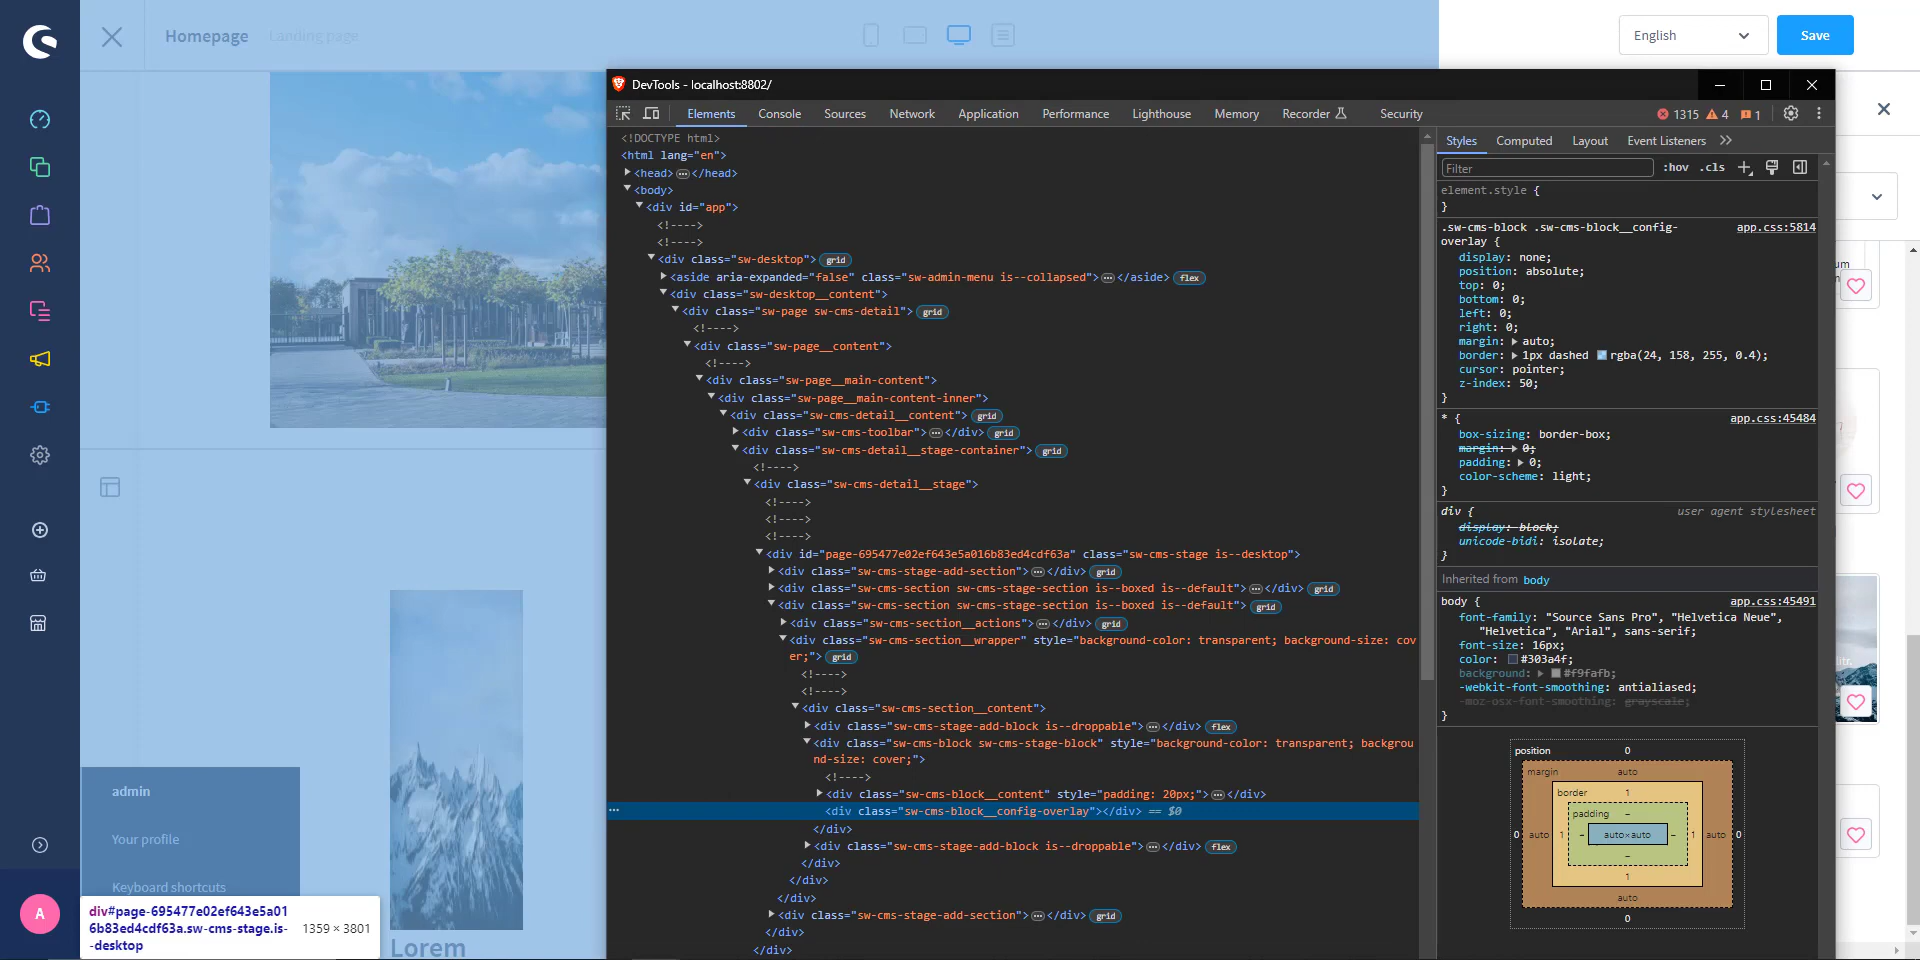 Homepage
Landing page
English
Save
DevTools - localhost:8802/
Elements
Console
Sources
Network
Application
Performance
Lighthouse
Memory
Recorder
Security
1315
4
1
<!DOCTYPE html>
<html lang="en">
<head> </head>
<body>
<div id="app">
<!---->
<!---->
<div class="sw-desktop"> grid
<aside aria-expanded="false" class="sw-admin-menu is--collapsed"> </aside> flex
<div class="sw-desktop__content">
<div class="sw-page sw-cms-detail"> grid
<!---->
<div class="sw-page__content">
<!---->
<div class="sw-page__main-content">
<div class="sw-page__main-content-inner">
<div class="sw-cms-detail__content"> grid
<div class="sw-cms-toolbar"> </div> grid
<div class="sw-cms-detail__stage-container"> grid
<!---->
<div class="sw-cms-detail__stage">
<!---->
<!---->
<!---->
<div id="page-695477e02ef643e5a016b83ed4cdf63a" class="sw-cms-stage is--desktop">
<div class="sw-cms-stage-add-section"> </div> grid
<div class="sw-cms-section sw-cms-stage-section is--boxed is--default"> </div> grid
<div class="sw-cms-section sw-cms-stage-section is--boxed is--default"> grid
<div class="sw-cms-section__actions"> </div> grid
<div class="sw-cms-section__wrapper" style="background-color: transparent; background-size: cov
er;"> grid
<!---->
<!---->
<div class="sw-cms-section__content">
<div class="sw-cms-stage-add-block is--droppable"> </div> flex
<div class="sw-cms-block sw-cms-stage-block" style="background-color: transparent; backgrou
nd-size: cover;">
<!---->
<div class="sw-cms-block__content" style="padding: 20px;"> </div>
<div class="sw-cms-block__config-overlay"></div> == $0
</div>
<div class="sw-cms-stage-add-block is--droppable"> </div> flex
</div>
</div>
</div>
<div class="sw-cms-stage-add-section"> </div> grid
</div>
</div>
Styles
Computed
Layout
Event Listeners
Filter
:hov .cls
element.style {
}
.sw-cms-block .sw-cms-block__config-
overlay {
app.css:5814
display: none;
position: absolute;
top: 0;
bottom: 0;
left: 0;
right: 0;
margin: auto;
border: 1px dashed rgba(24, 158, 255, 0.4);
cursor: pointer;
z-index: 50;
}
* {
app.css:45484
box-sizing: border-box;
margin: 0;
padding: 0;
color-scheme: light;
}
div {
user agent stylesheet
display: block;
unicode-bidi: isolate;
}
Inherited from body
body {
app.css:45491
font-family: "Source Sans Pro", "Helvetica Neue",
"Helvetica", "Arial", sans-serif;
font-size: 16px;
color: #303a4f;
background: #f9fafb;
-webkit-font-smoothing: antialiased;
-moz-osx-font-smoothing: grayscale;
}
position
0
margin
auto
border
1
padding
-
0
auto
1
-
auto×auto
-
1
auto
0
-
1
auto
0
um
litr.
admin
Your profile
Keyboard shortcuts
A
div#page-695477e02ef643e5a01
6b83ed4cdf63a.sw-cms-stage.is-
-desktop
1359 × 3801
Lorem